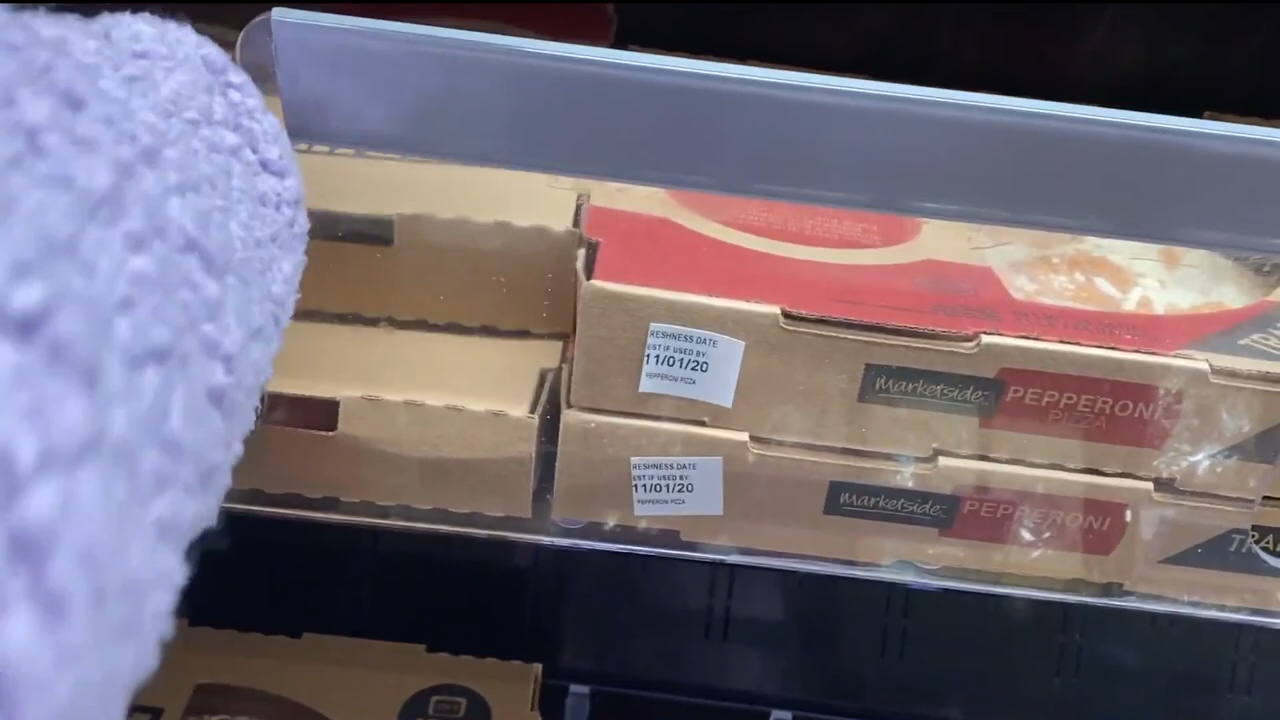 RESHNESS DATE
EST IF USED BY:
11/01/20
PEPPERONI PIZZA
marketside
PEPPERONI
PIZZA
RESHNESS DATE
EST IF USED BY:
11/01/20
PEPPERONI PIZZA
marketside
PEPPERONI
TRA